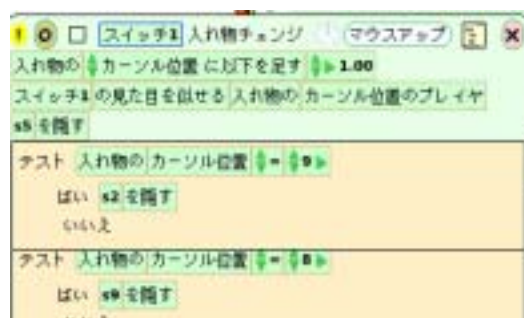 ! スイッチ1 入れ物チェンジ マウスアップ
入れ物の カーソル位置 に以下を足す 1.00
スイッチ1 の見た目を似せる 入れ物の カーソル位置のプレイヤ
s5 を隠す
テスト 入れ物の カーソル位置 = 9
はい s2 を隠す
いいえ
テスト 入れ物の カーソル位置 = 8
はい s9 を隠す